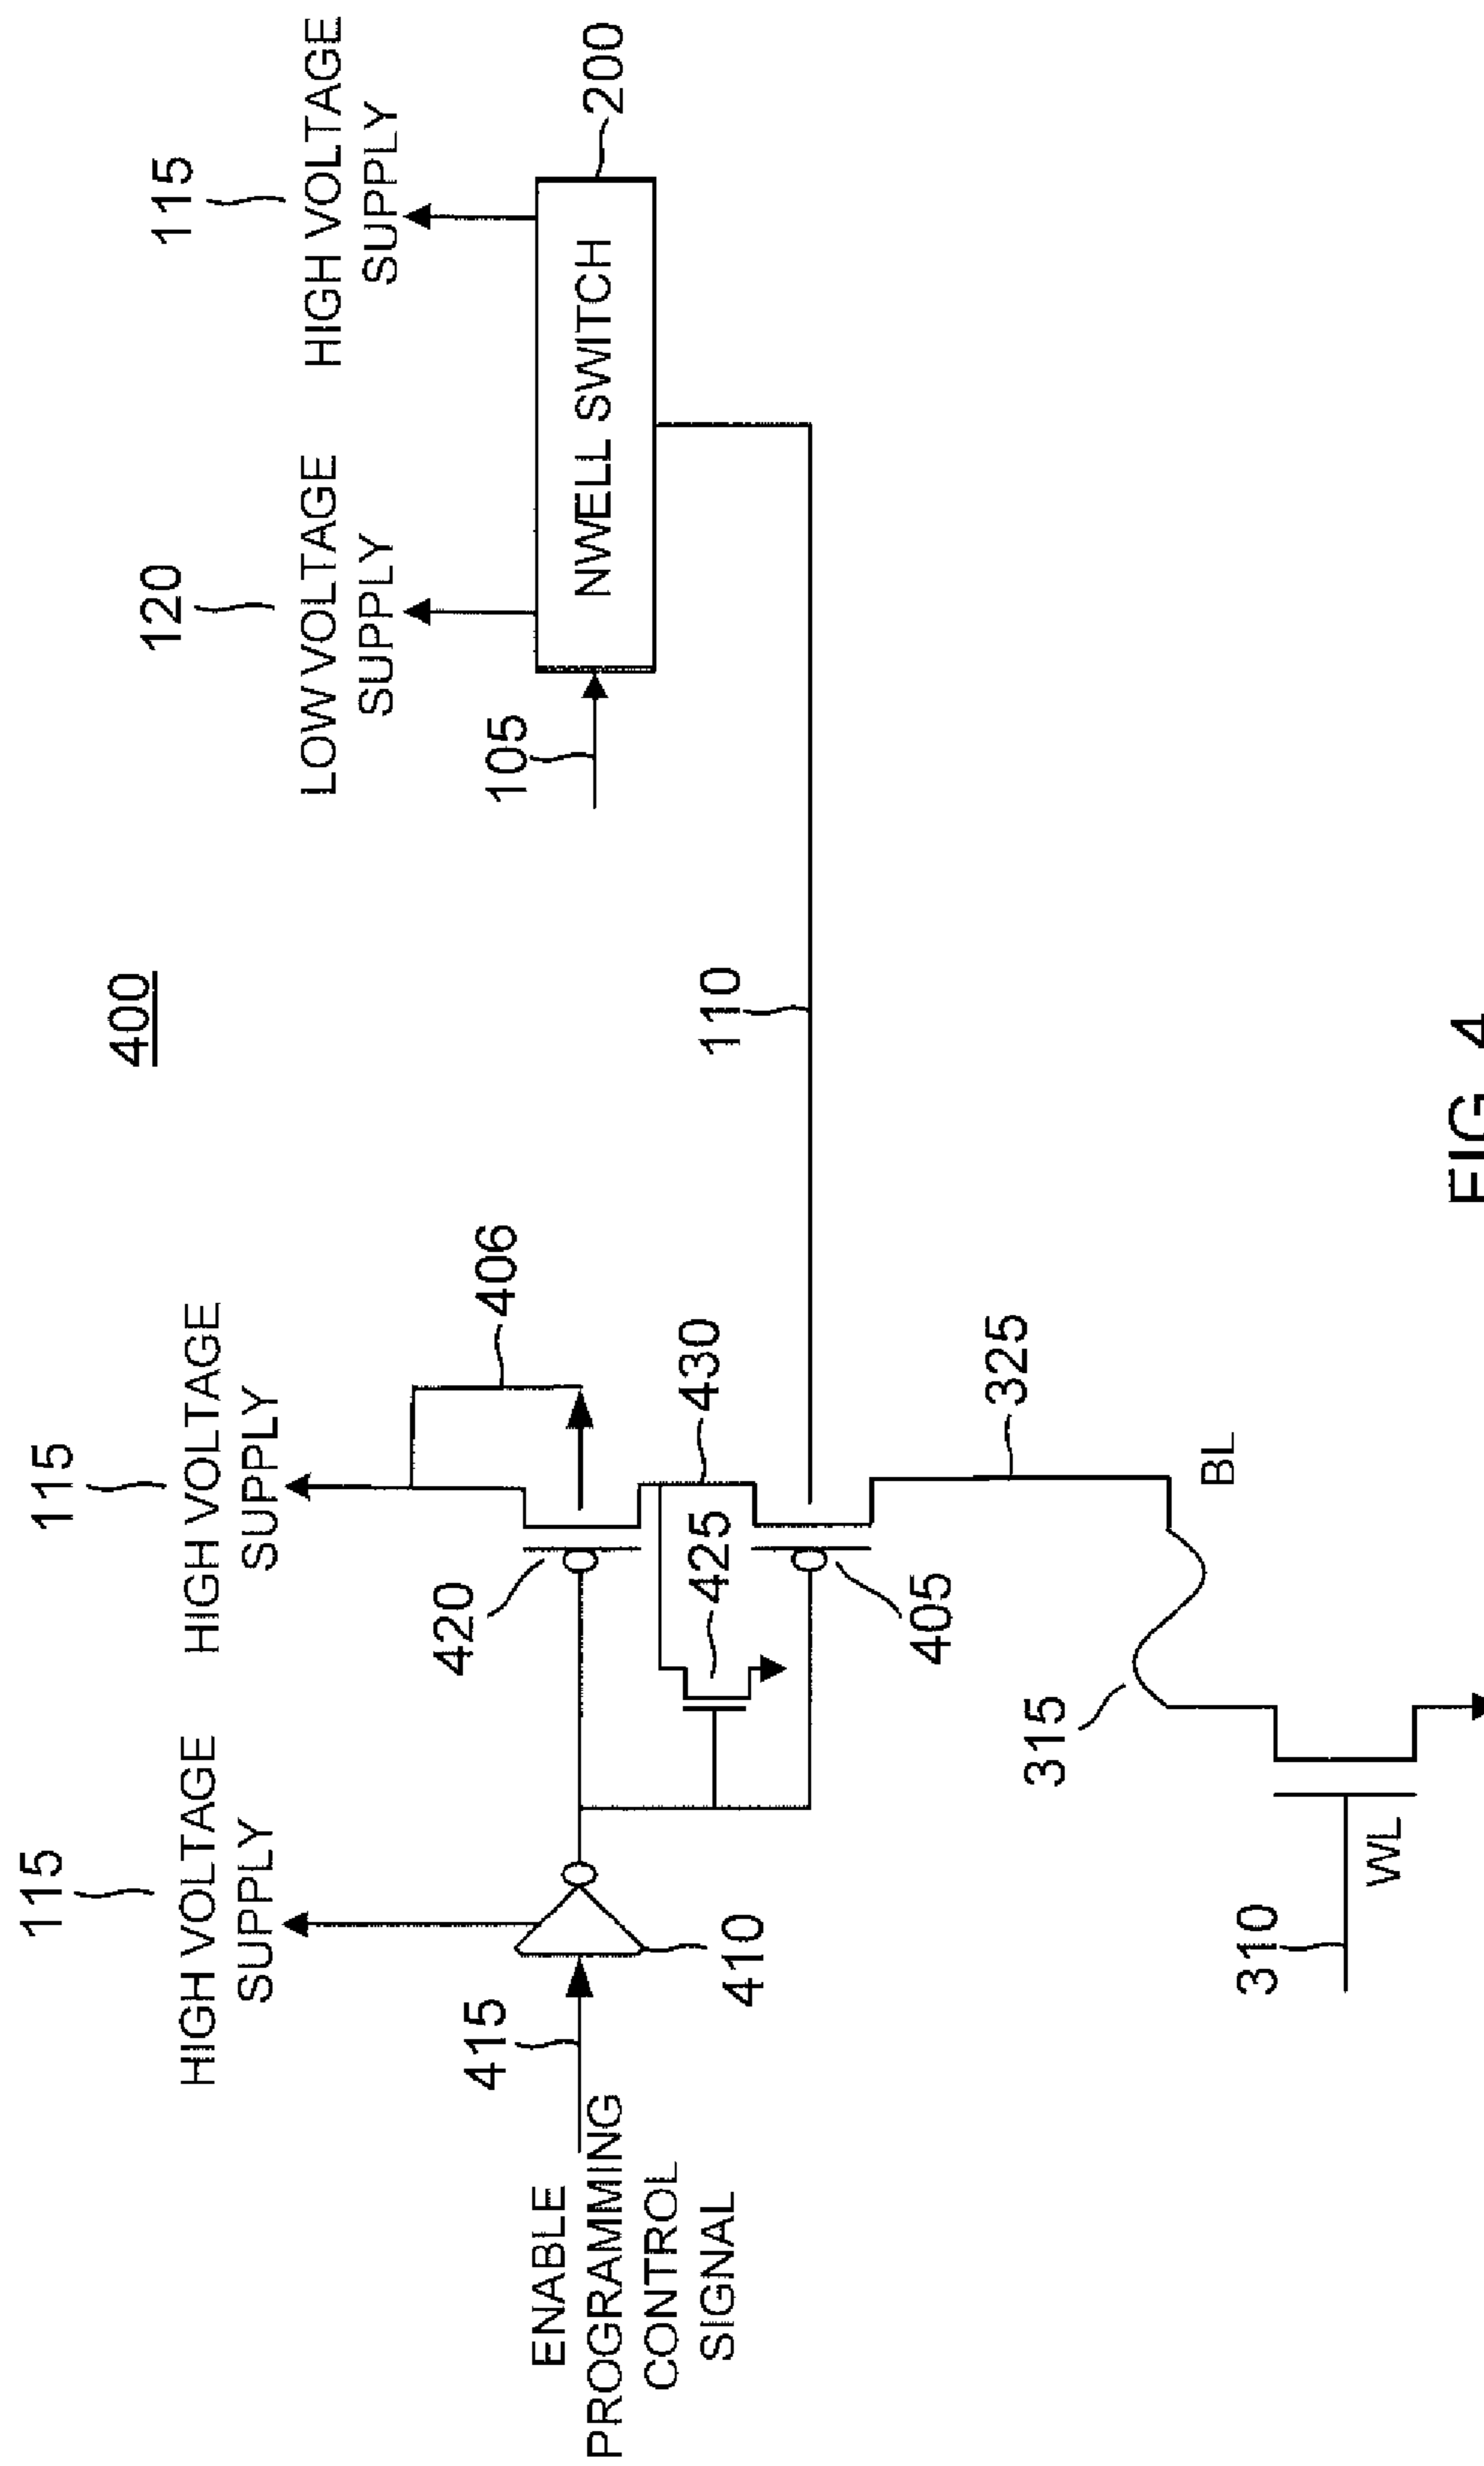 400
115
HIGH VOLTAGE
SUPPLY
115
HIGH VOLTAGE
SUPPLY
120
LOW VOLTAGE
SUPPLY
115
HIGH VOLTAGE
SUPPLY
406
415
ENABLE
PROGRAMMING
CONTROL
SIGNAL
410
420
425
430
405
105
NWELL SWITCH
200
110
325
315
BL
310
WL
FIG. 4